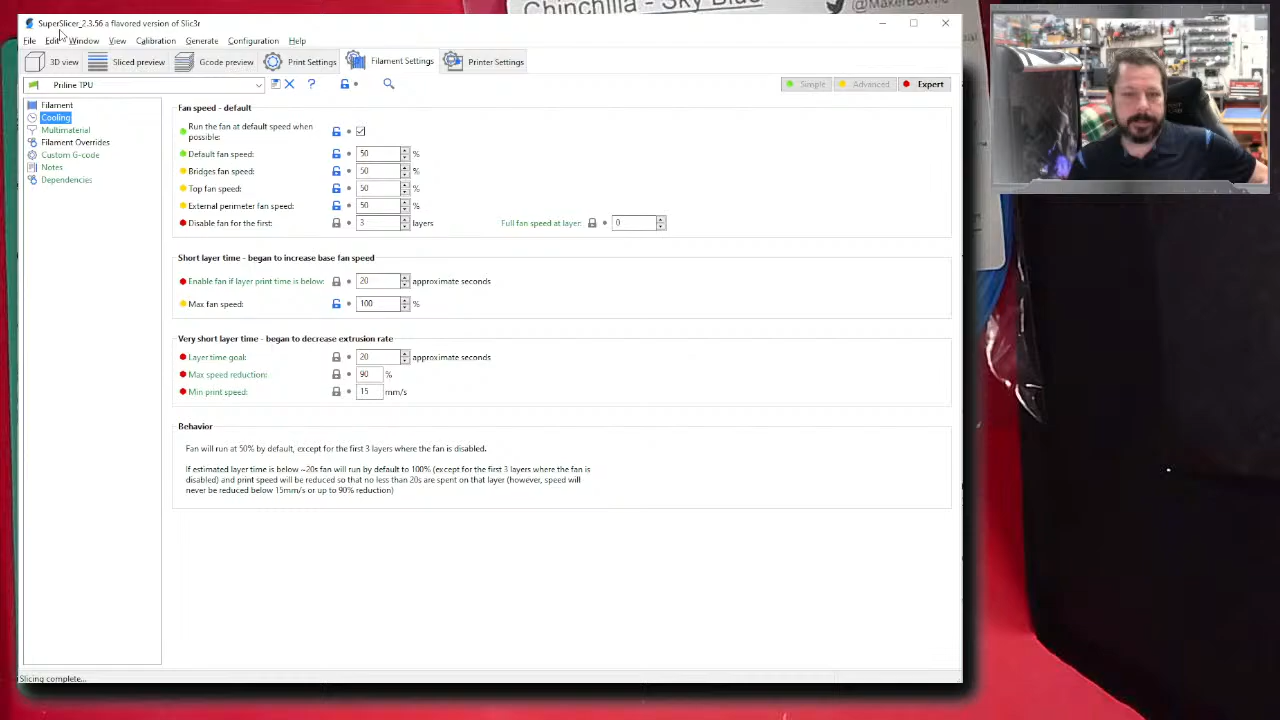 Chinchilla - Sky Blue
@MakerBox
SuperSlicer_2.3.56 a flavored version of Slic3r
File Edit Window View Calibration Generate Configuration Help
3D view Sliced preview Gcode preview Print Settings Filament Settings Printer Settings
Priline TPU
Simple Advanced Expert
Filament
Cooling
Multimaterial
Filament Overrides
Custom G-code
Notes
Dependencies
Fan speed - default
Run the fan at default speed when
possible:
Default fan speed: 50 %
Bridges fan speed: 50 %
Top fan speed: 50 %
External perimeter fan speed: 50 %
Disable fan for the first: 3 layers Full fan speed at layer: 0
Short layer time - began to increase base fan speed
Enable fan if layer print time is below: 20 approximate seconds
Max fan speed: 100 %
Very short layer time - began to decrease extrusion rate
Layer time goal: 20 approximate seconds
Max speed reduction: 90 %
Min print speed: 15 mm/s
Behavior
Fan will run at 50% by default, except for the first 3 layers where the fan is disabled.
If estimated layer time is below ~20s fan will run by default to 100% (except for the first 3 layers where the fan is
disabled) and print speed will be reduced so that no less than 20s are spent on that layer (however, speed will
never be reduced below 15mm/s or up to 90% reduction)
Slicing complete...